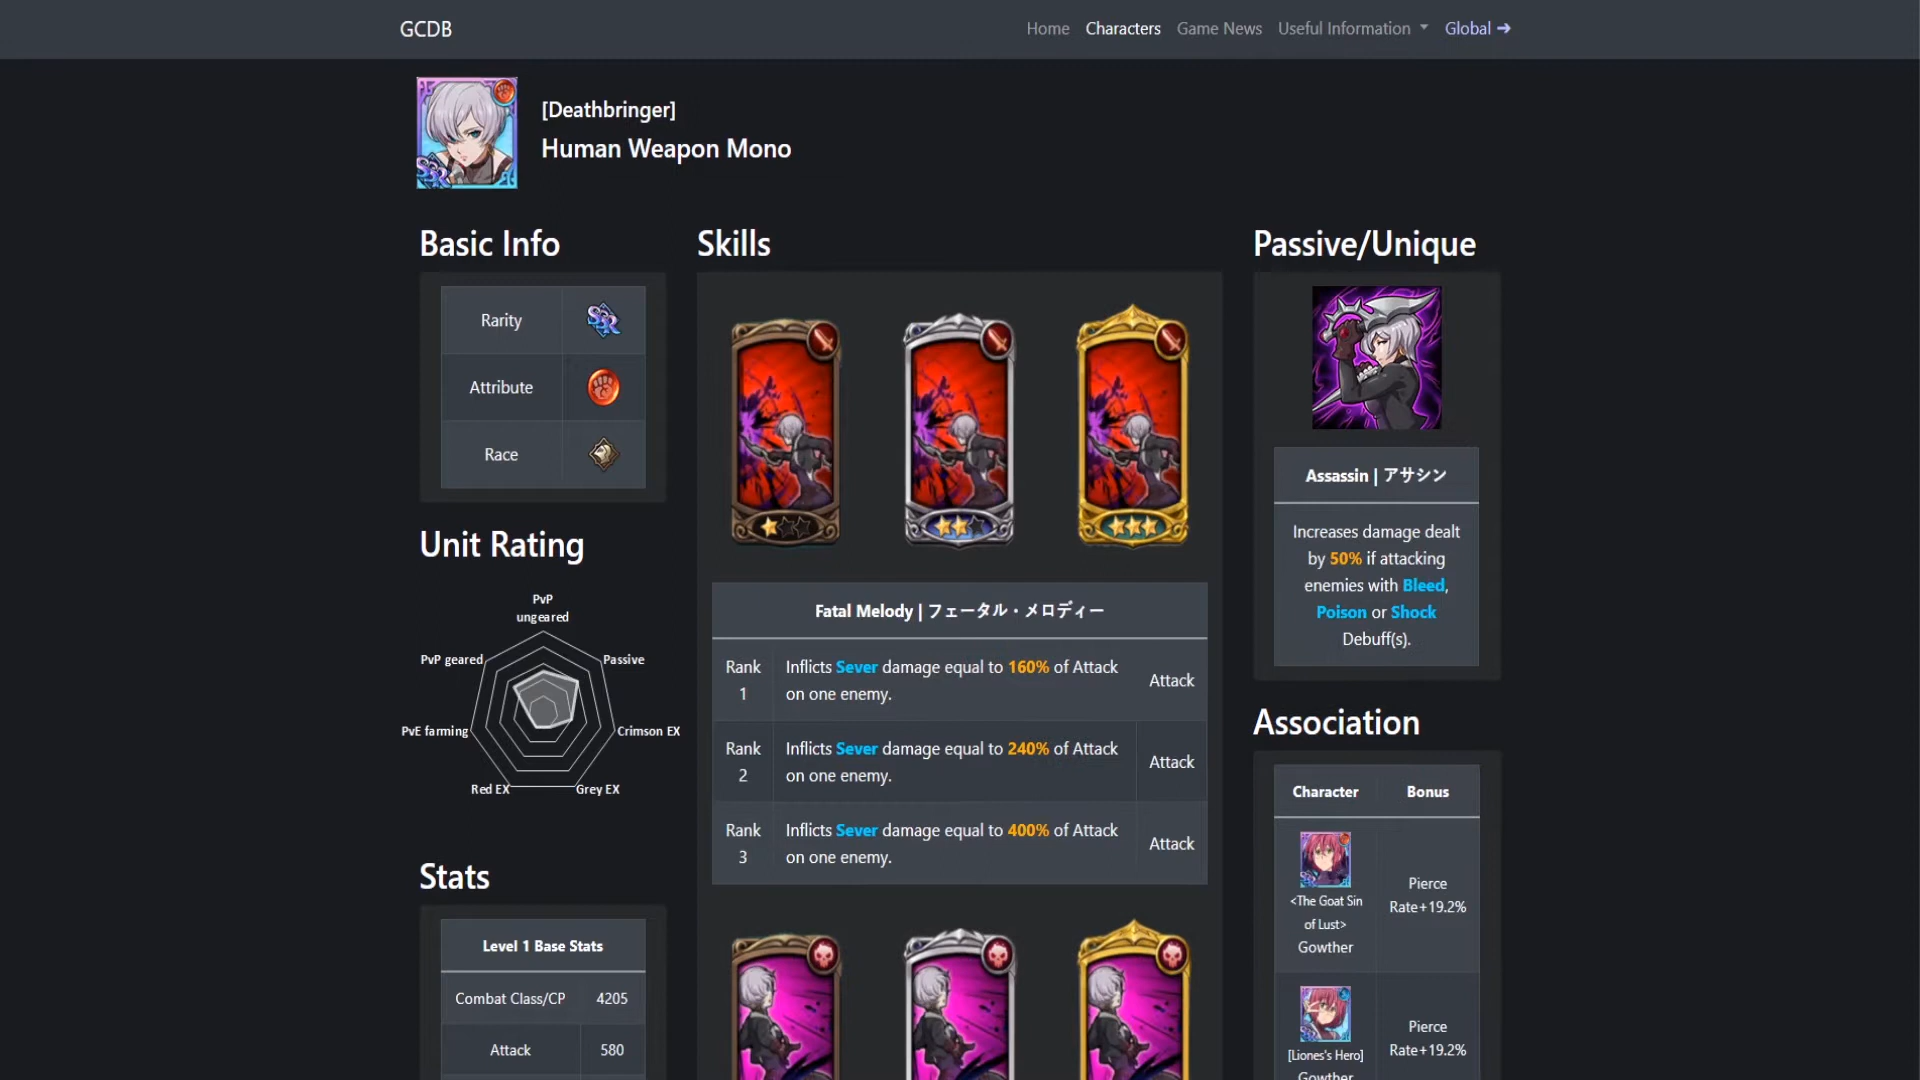 GCDB
Home Characters Game News Useful Information Global ➔
[Deathbringer]
Human Weapon Mono
SSR
Basic Info
Rarity SSR
Attribute
Race
Unit Rating
PvP
ungeared
PvP geared
Passive
PvE farming
Crimson EX
Red EX
Grey EX
Stats
Level 1 Base Stats
Combat Class/CP 4205
Attack 580
Skills
Fatal Melody | フェータル・メロディー
Rank
1
Inflicts Sever damage equal to 160% of Attack
on one enemy.
Attack
Rank
2
Inflicts Sever damage equal to 240% of Attack
on one enemy.
Attack
Rank
3
Inflicts Sever damage equal to 400% of Attack
on one enemy.
Attack
Passive/Unique
Assassin | アサシン
Increases damage dealt
by 50% if attacking
enemies with Bleed,
Poison or Shock
Debuff(s).
Association
Character Bonus
<The Goat Sin
of Lust>
Gowther
Pierce
Rate+19.2%
[Liones's Hero]
Gowther
Pierce
Rate+19.2%